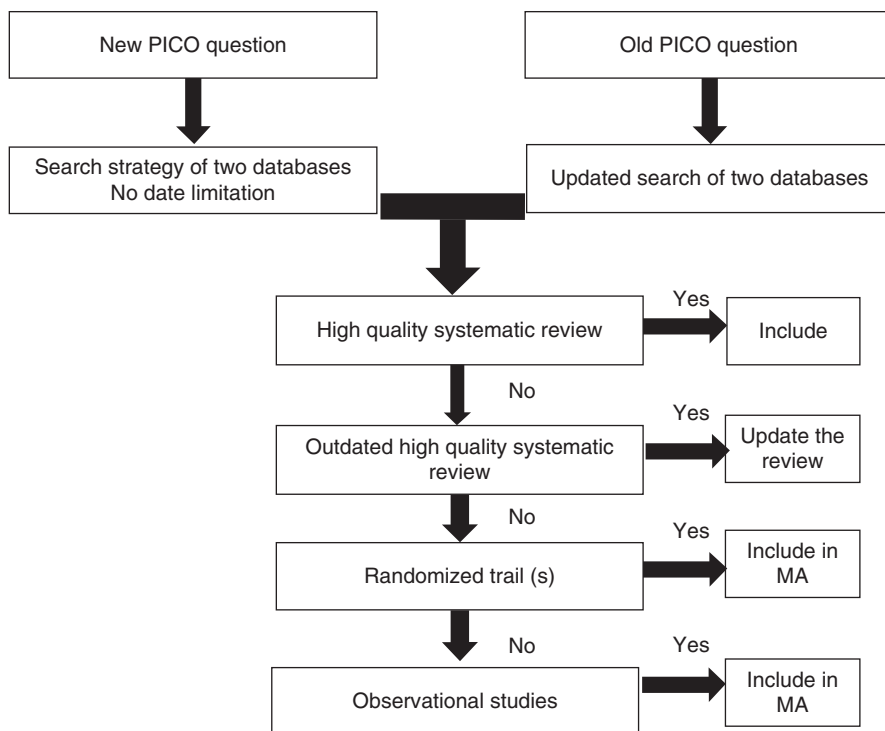 New PICO question
Old PICO question
Search strategy of two databases
No date limitation
Updated search of two databases
High quality systematic review
Yes
Include
No
Outdated high quality systematic
review
Yes
Update the
review
No
Randomized trail (s)
Yes
Include in
MA
No
Observational studies
Yes
Include in
MA